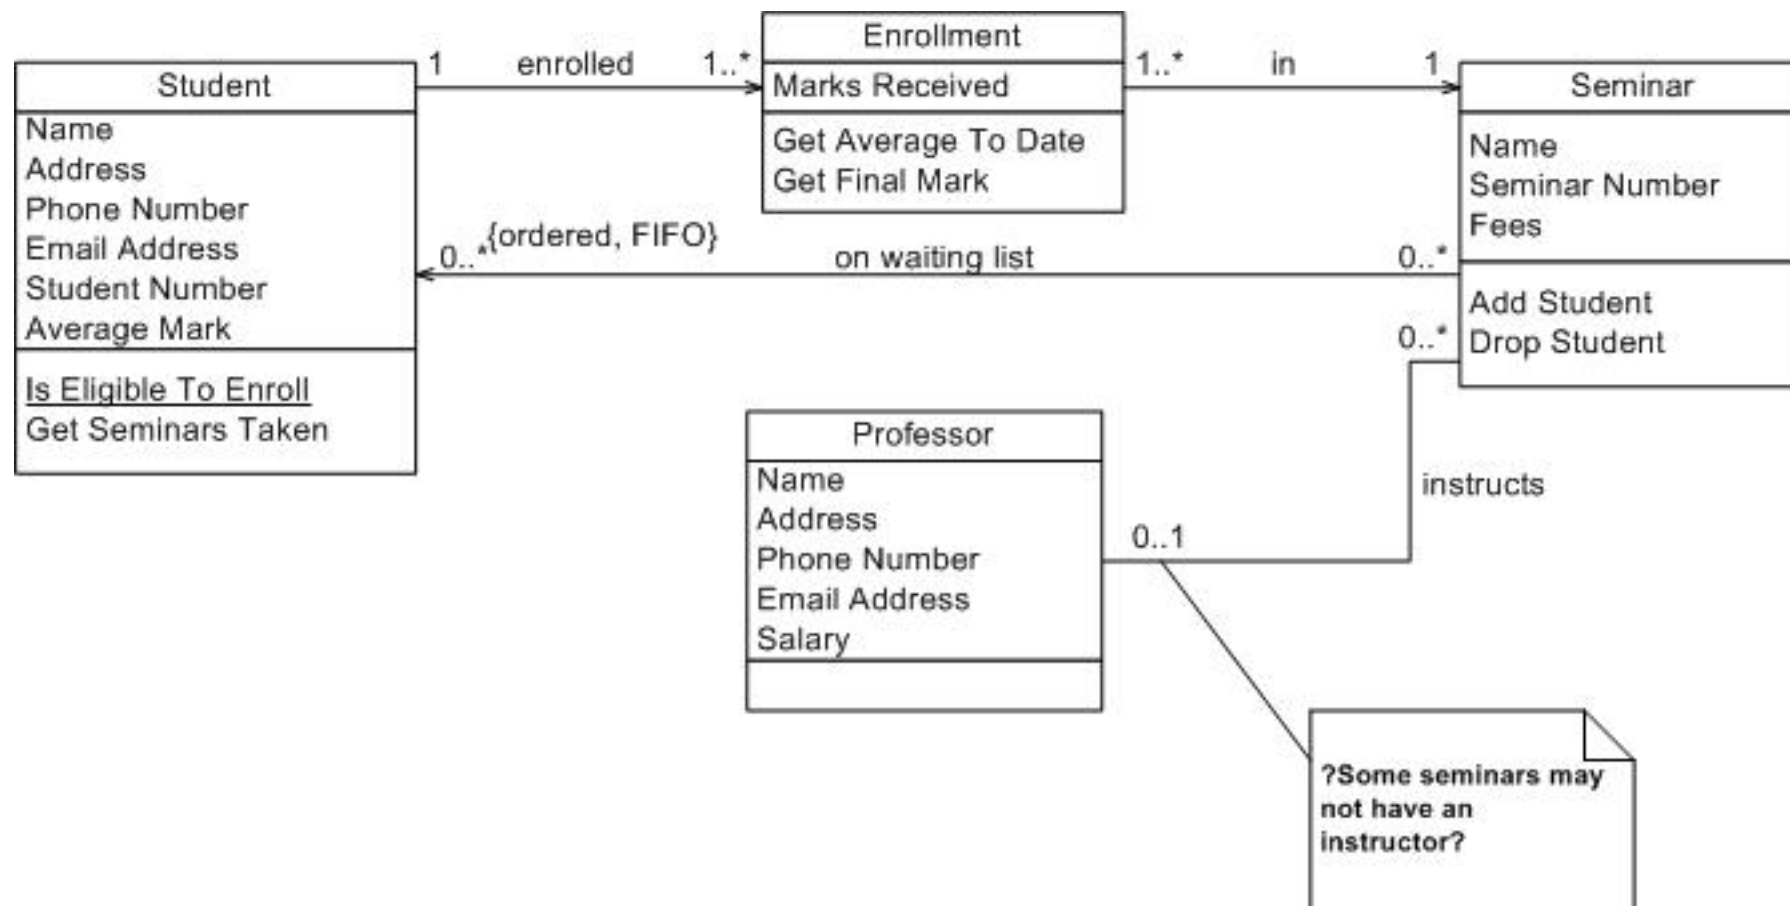 Student
Name
Address
Phone Number
Email Address
Student Number
Average Mark
Is Eligible To Enroll
Get Seminars Taken
1 enrolled 1..*
Enrollment
Marks Received
Get Average To Date
Get Final Mark
1..* in 1
Seminar
Name
Seminar Number
Fees
Add Student
Drop Student
0..* {ordered, FIFO} on waiting list 0..*
0..*
instructs
0..1
Professor
Name
Address
Phone Number
Email Address
Salary
?Some seminars may
not have an
instructor?